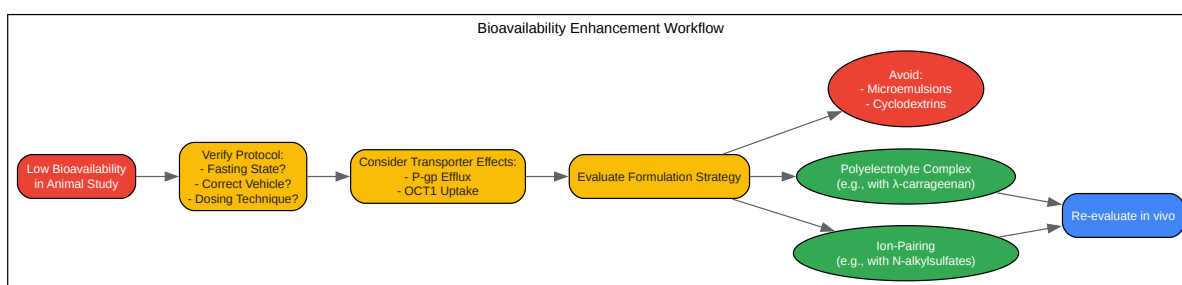 Bioavailability Enhancement Workflow
Low Bioavailability
in Animal Study
Verify Protocol:
- Fasting State?
- Correct Vehicle?
- Dosing Technique?
Consider Transporter Effects:
- P-gp Efflux
- OCT1 Uptake
Evaluate Formulation Strategy
Avoid:
- Microemulsions
- Cyclodextrins
Polyelectrolyte Complex
(e.g., with λ-carrageenan)
Ion-Pairing
(e.g., with N-alkylsulfates)
Re-evaluate in vivo